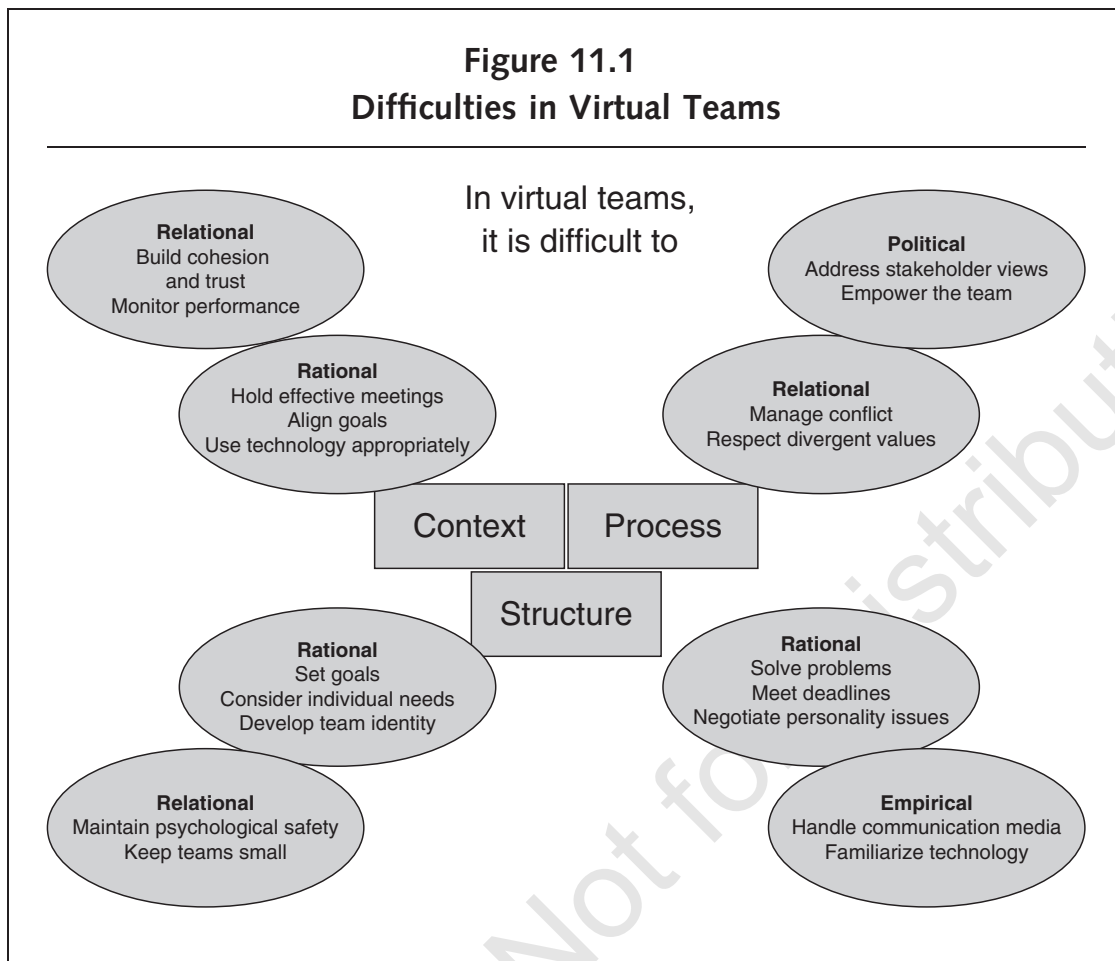 Figure 11.1
Difficulties in Virtual Teams
In virtual teams,
it is difficult to
Relational
Build cohesion
and trust
Monitor performance
Rational
Hold effective meetings
Align goals
Use technology appropriately
Political
Address stakeholder views
Empower the team
Relational
Manage conflict
Respect divergent values
Context
Process
Structure
Rational
Set goals
Consider individual needs
Develop team identity
Relational
Maintain psychological safety
Keep teams small
Rational
Solve problems
Meet deadlines
Negotiate personality issues
Empirical
Handle communication media
Familiarize technology
Not for